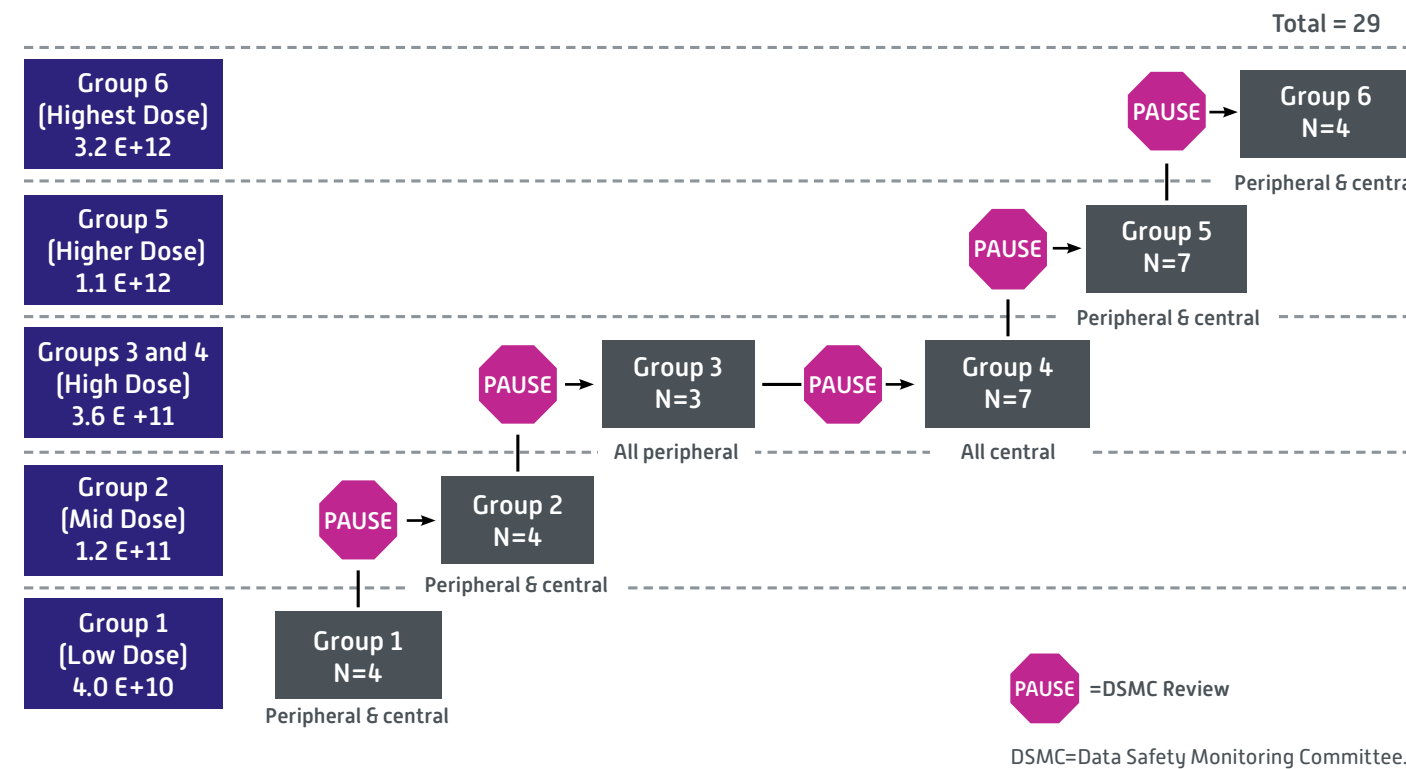 Total = 29
Group 6
(Highest Dose)
3.2 E+12
PAUSE
Group 6
N=4
Peripheral & centra
Group 5
(Higher Dose)
1.1 E+12
PAUSE
Group 5
N=7
Peripheral & central
Groups 3 and 4
(High Dose)
3.6 E +11
PAUSE
Group 3
N=3
All peripheral
PAUSE
Group 4
N=7
All central
Group 2
(Mid Dose)
1.2 E+11
PAUSE
Group 2
N=4
Peripheral & central
Group 1
(Low Dose)
4.0 E+10
Group 1
N=4
Peripheral & central
PAUSE =DSMC Review
DSMC=Data Safety Monitoring Committee.